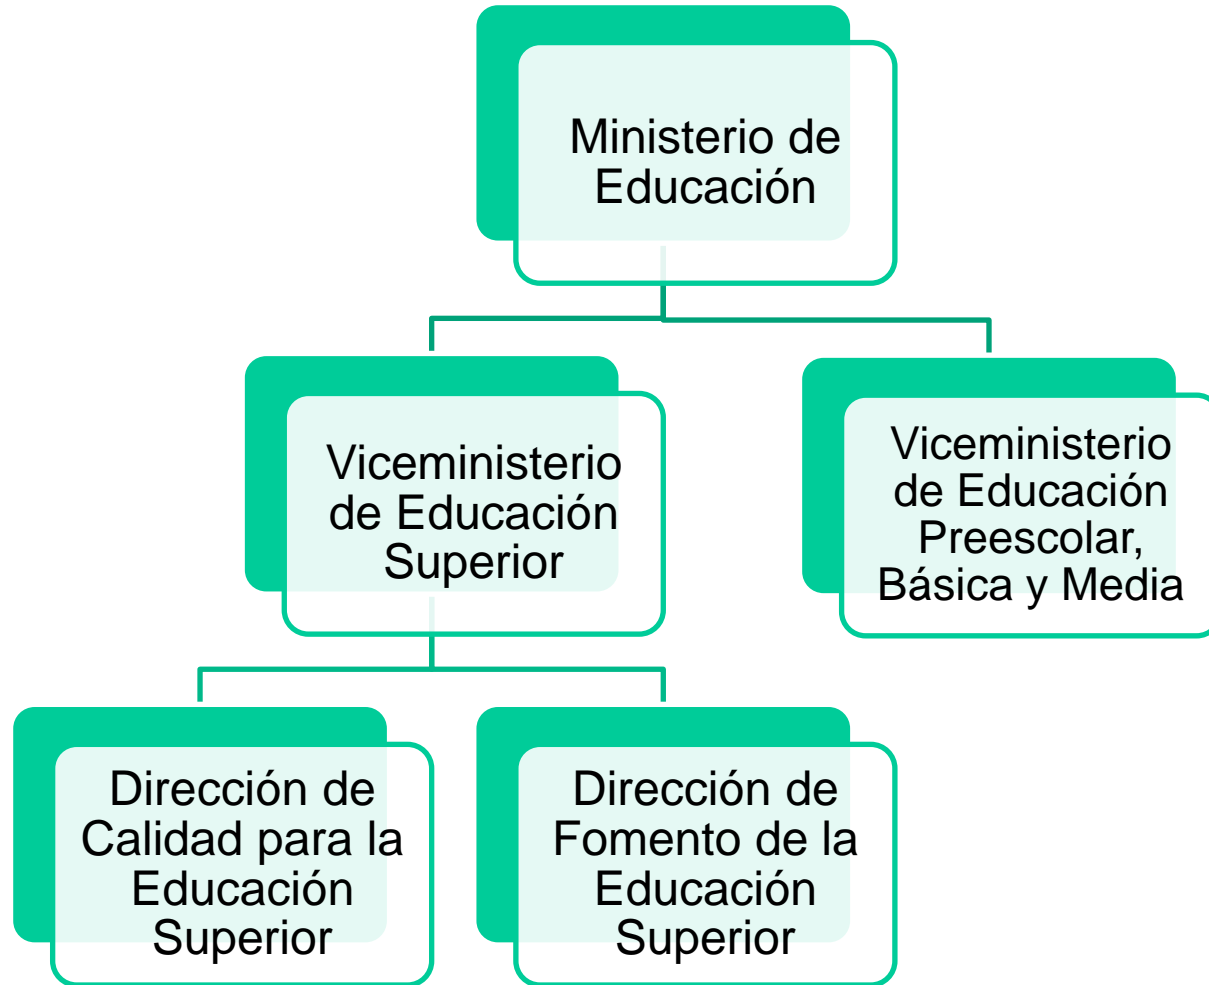 Ministerio de
Educación
Viceministerio
de Educación
Superior
Viceministerio
de Educación
Preescolar,
Básica y Media
Dirección de
Calidad para la
Educación
Superior
Dirección de
Fomento de la
Educación
Superior